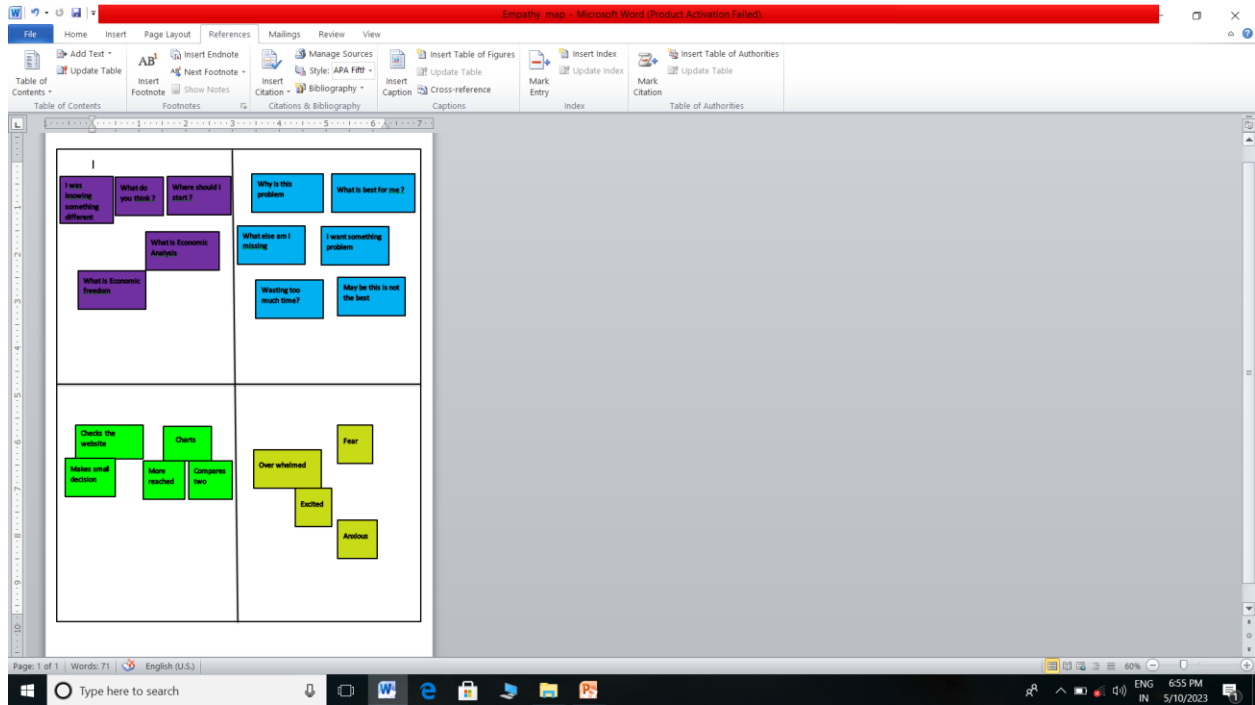 Empathy map - Microsoft Word (Product Activation Failed)
File Home Insert Page Layout References Mailings Review View
Table of Contents
Add Text
Update Table
Table of Contents
AB1
Insert Footnote
Insert Endnote
Next Footnote
Show Notes
Footnotes
Insert Citation
Manage Sources
Style: APA Fifth
Bibliography
Citations & Bibliography
Insert Caption
Insert Table of Figures
Update Table
Cross-reference
Captions
Mark Entry
Insert Index
Update Index
Index
Mark Citation
Insert Table of Authorities
Update Table
Table of Authorities
I was
knowing
something
different
What do
you think ?
Where should I
start ?
What is Economic
Analysis
What is Economic
freedom
Why is this
problem
What is best for me ?
What else am I
missing
I want something
problem
Wasting too
much time?
May be this is not
the best
Checks the
website
Charts
Makes small
decision
More
reached
Compares
two
Fear
Over whelmed
Excited
Anxious
Page: 1 of 1 Words: 71 English (U.S.) 60%
Type here to search
ENG 6:55 PM
IN 5/10/2023